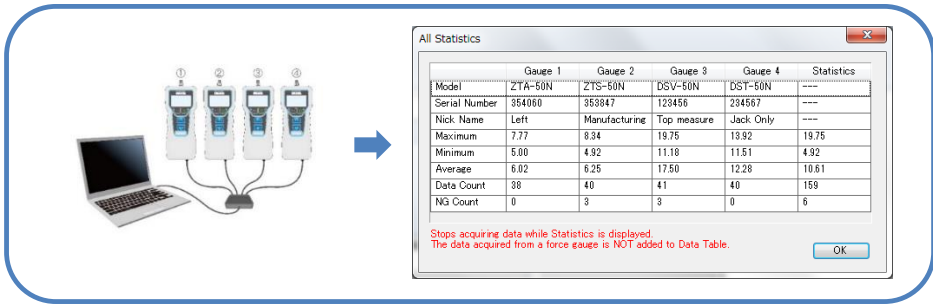 ① ② ③ ④
All Statistics
Gauge 1 Gauge 2 Gauge 3 Gauge 4 Statistics
Model ZTA-50N ZTS-50N DSV-50N DST-50N ---
Serial Number 354060 353847 123456 234567 ---
Nick Name Left Manufacturing Top measure Jack Only ---
Maximum 7.77 8.34 19.75 13.92 19.75
Minimum 5.00 4.92 11.18 11.51 4.92
Average 6.02 6.25 17.50 12.28 10.61
Data Count 38 40 41 40 159
NG Count 0 3 3 0 6
Stops acquiring data while Statistics is displayed.
The data acquired from a force gauge is NOT added to Data Table.
OK